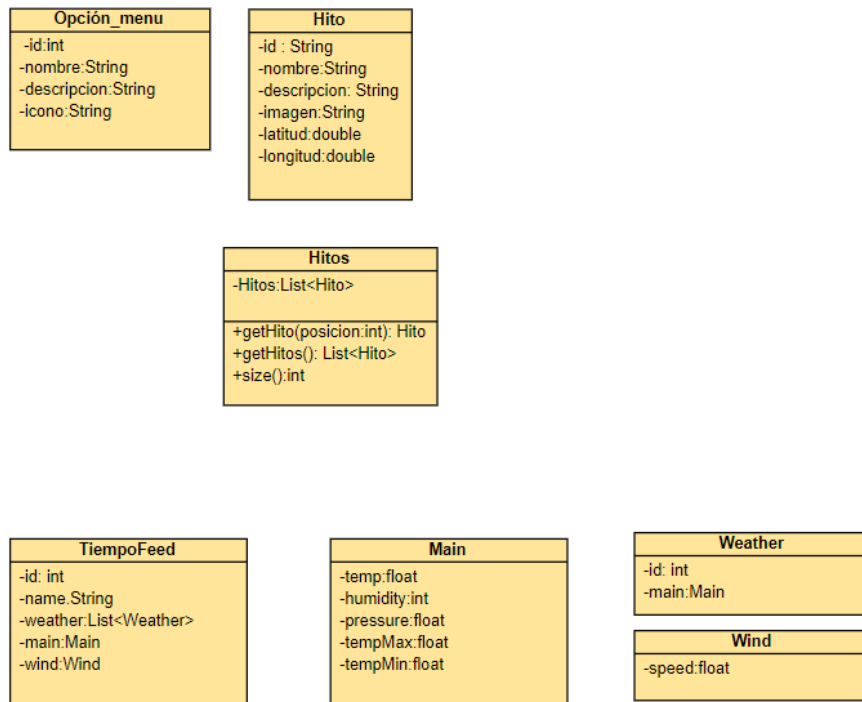 Opción_menu
-id:int
-nombre:String
-descripcion:String
-icono:String
Hito
-id : String
-nombre:String
-descripcion: String
-imagen:String
-latitud:double
-longitud:double
Hitos
-Hitos:List<Hito>
+getHito(posicion:int): Hito
+getHitos(): List<Hito>
+size():int
TiempoFeed
-id: int
-name.String
-weather:List<Weather>
-main:Main
-wind:Wind
Main
-temp:float
-humidity:int
-pressure:float
-tempMax:float
-tempMin:float
Weather
-id: int
-main:Main
Wind
-speed:float